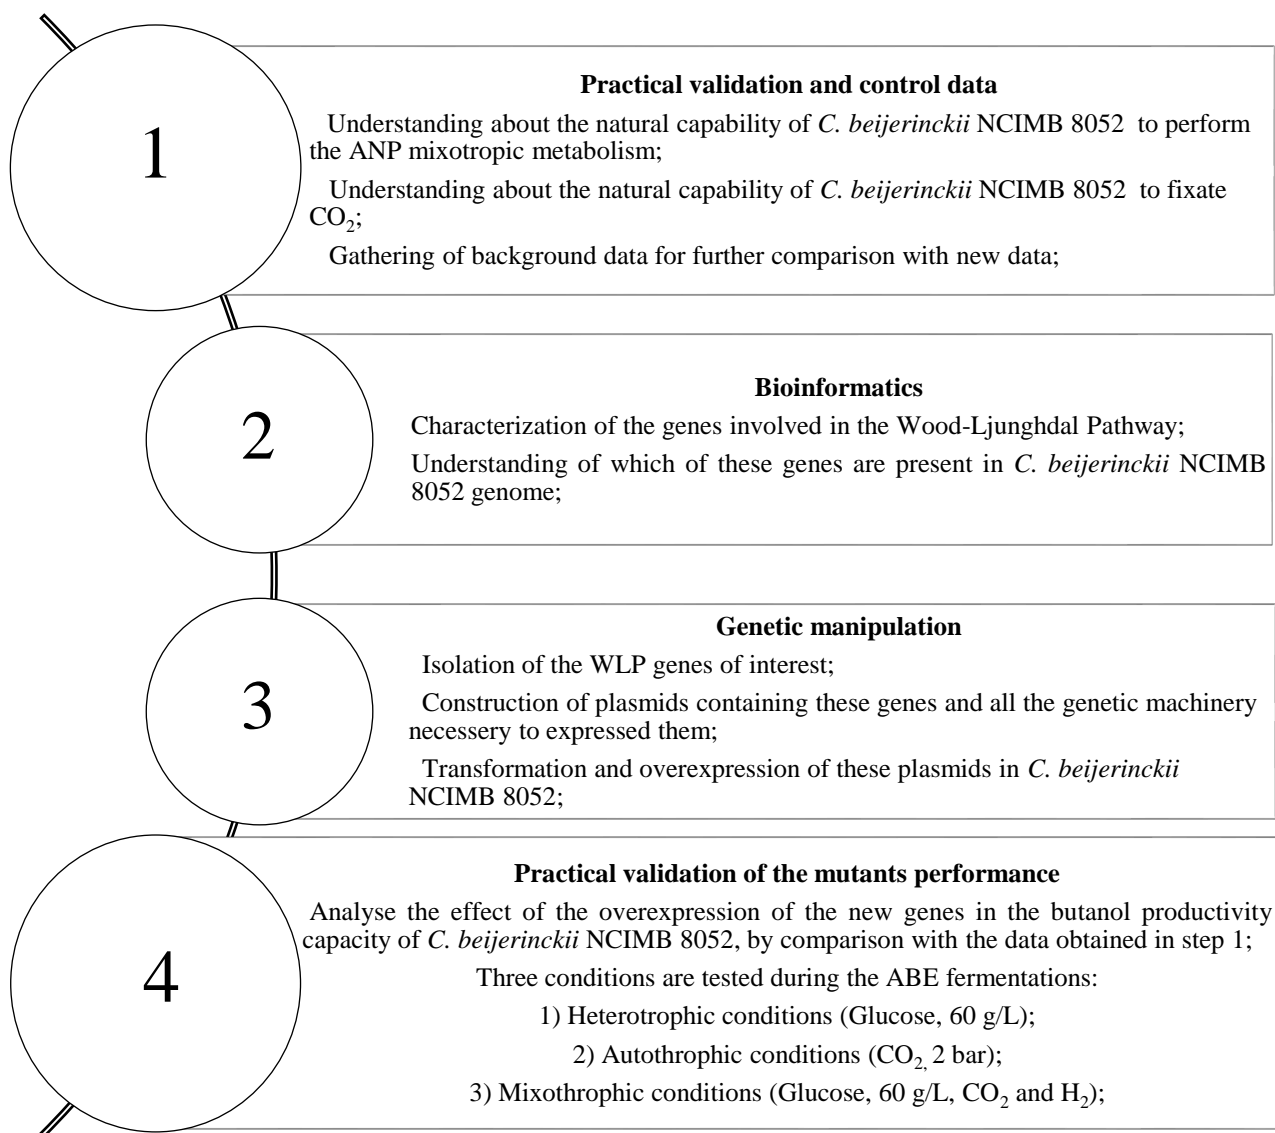 1
Practical validation and control data
Understanding about the natural capability of C. beijerinckii NCIMB 8052 to perform
the ANP mixotropic metabolism;
Understanding about the natural capability of C. beijerinckii NCIMB 8052 to fixate
CO2;
Gathering of background data for further comparison with new data;
2
Bioinformatics
Characterization of the genes involved in the Wood-Ljunghdal Pathway;
Understanding of which of these genes are present in C. beijerinckii NCIMB
8052 genome;
3
Genetic manipulation
Isolation of the WLP genes of interest;
Construction of plasmids containing these genes and all the genetic machinery
necessery to expressed them;
Transformation and overexpression of these plasmids in C. beijerinckii
NCIMB 8052;
4
Practical validation of the mutants performance
Analyse the effect of the overexpression of the new genes in the butanol productivity
capacity of C. beijerinckii NCIMB 8052, by comparison with the data obtained in step 1;
Three conditions are tested during the ABE fermentations:
1) Heterotrophic conditions (Glucose, 60 g/L);
2) Autothrophic conditions (CO2, 2 bar);
3) Mixothrophic conditions (Glucose, 60 g/L, CO2 and H2);